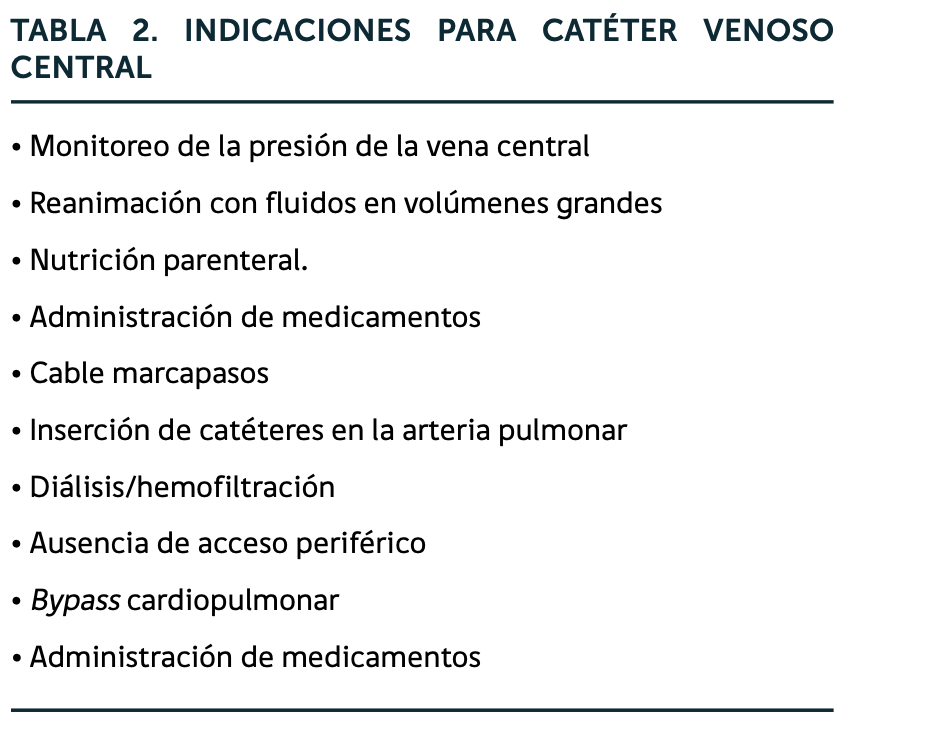 TABLA 2. INDICACIONES PARA CATÉTER VENOSO
CENTRAL
• Monitoreo de la presión de la vena central
• Reanimación con fluidos en volúmenes grandes
• Nutrición parenteral.
• Administración de medicamentos
• Cable marcapasos
• Inserción de catéteres en la arteria pulmonar
• Diálisis/hemofiltración
• Ausencia de acceso periférico
• Bypass cardiopulmonar
• Administración de medicamentos